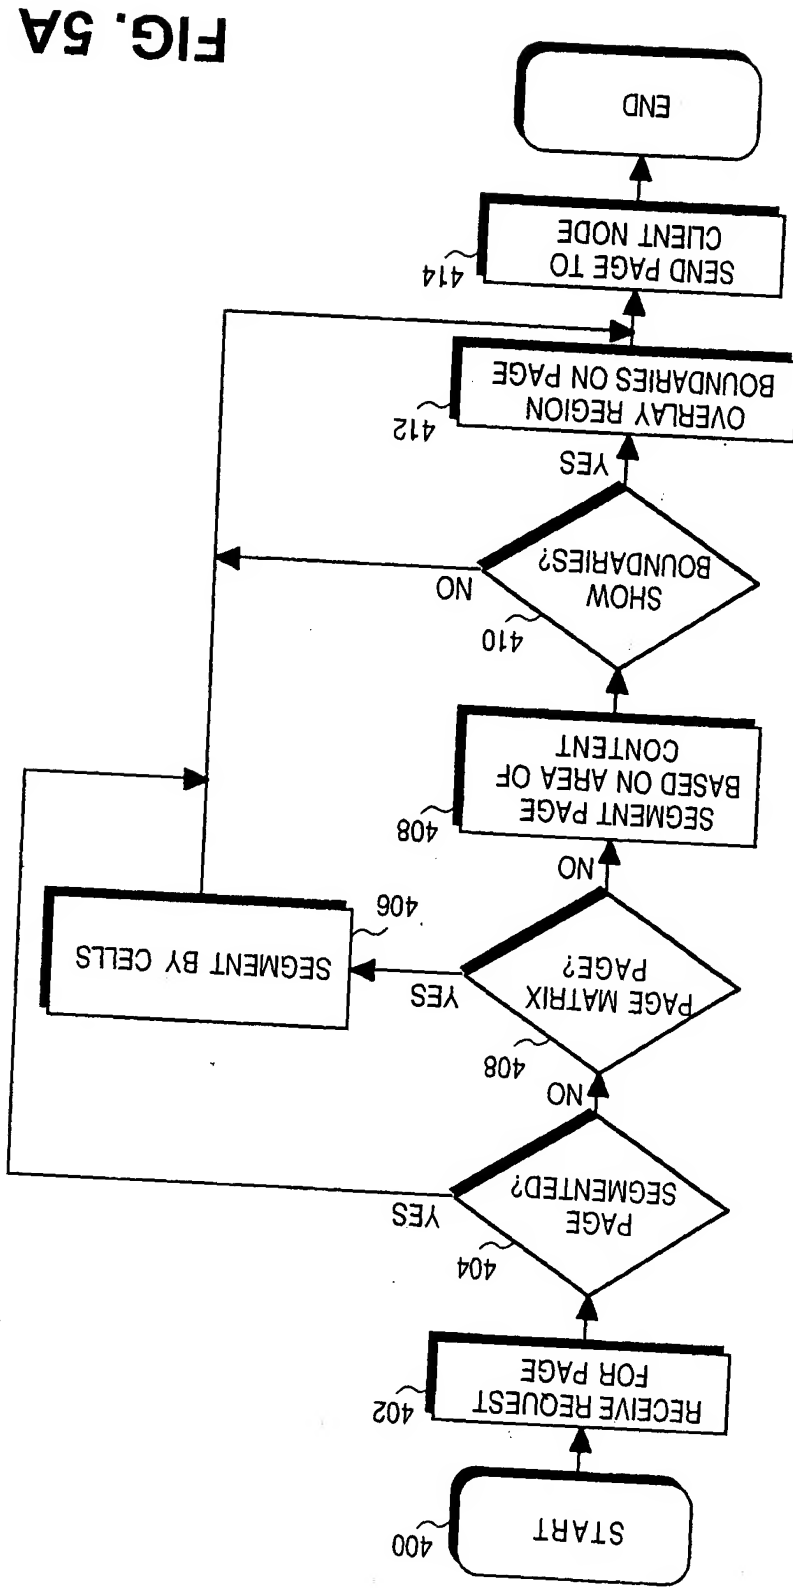 START
400
RECEIVE REQUEST
FOR PAGE
402
PAGE
SEGMENTED?
404
YES
NO
PAGE MATRIX
PAGE?
408
YES
SEGMENT BY CELLS
406
NO
SEGMENT PAGE
BASED ON AREA OF
CONTENT
408
SHOW
BOUNDARIES?
410
NO
YES
OVERLAY REGION
BOUNDARIES ON PAGE
412
SEND PAGE TO
CLIENT NODE
414
END
FIG. 5A